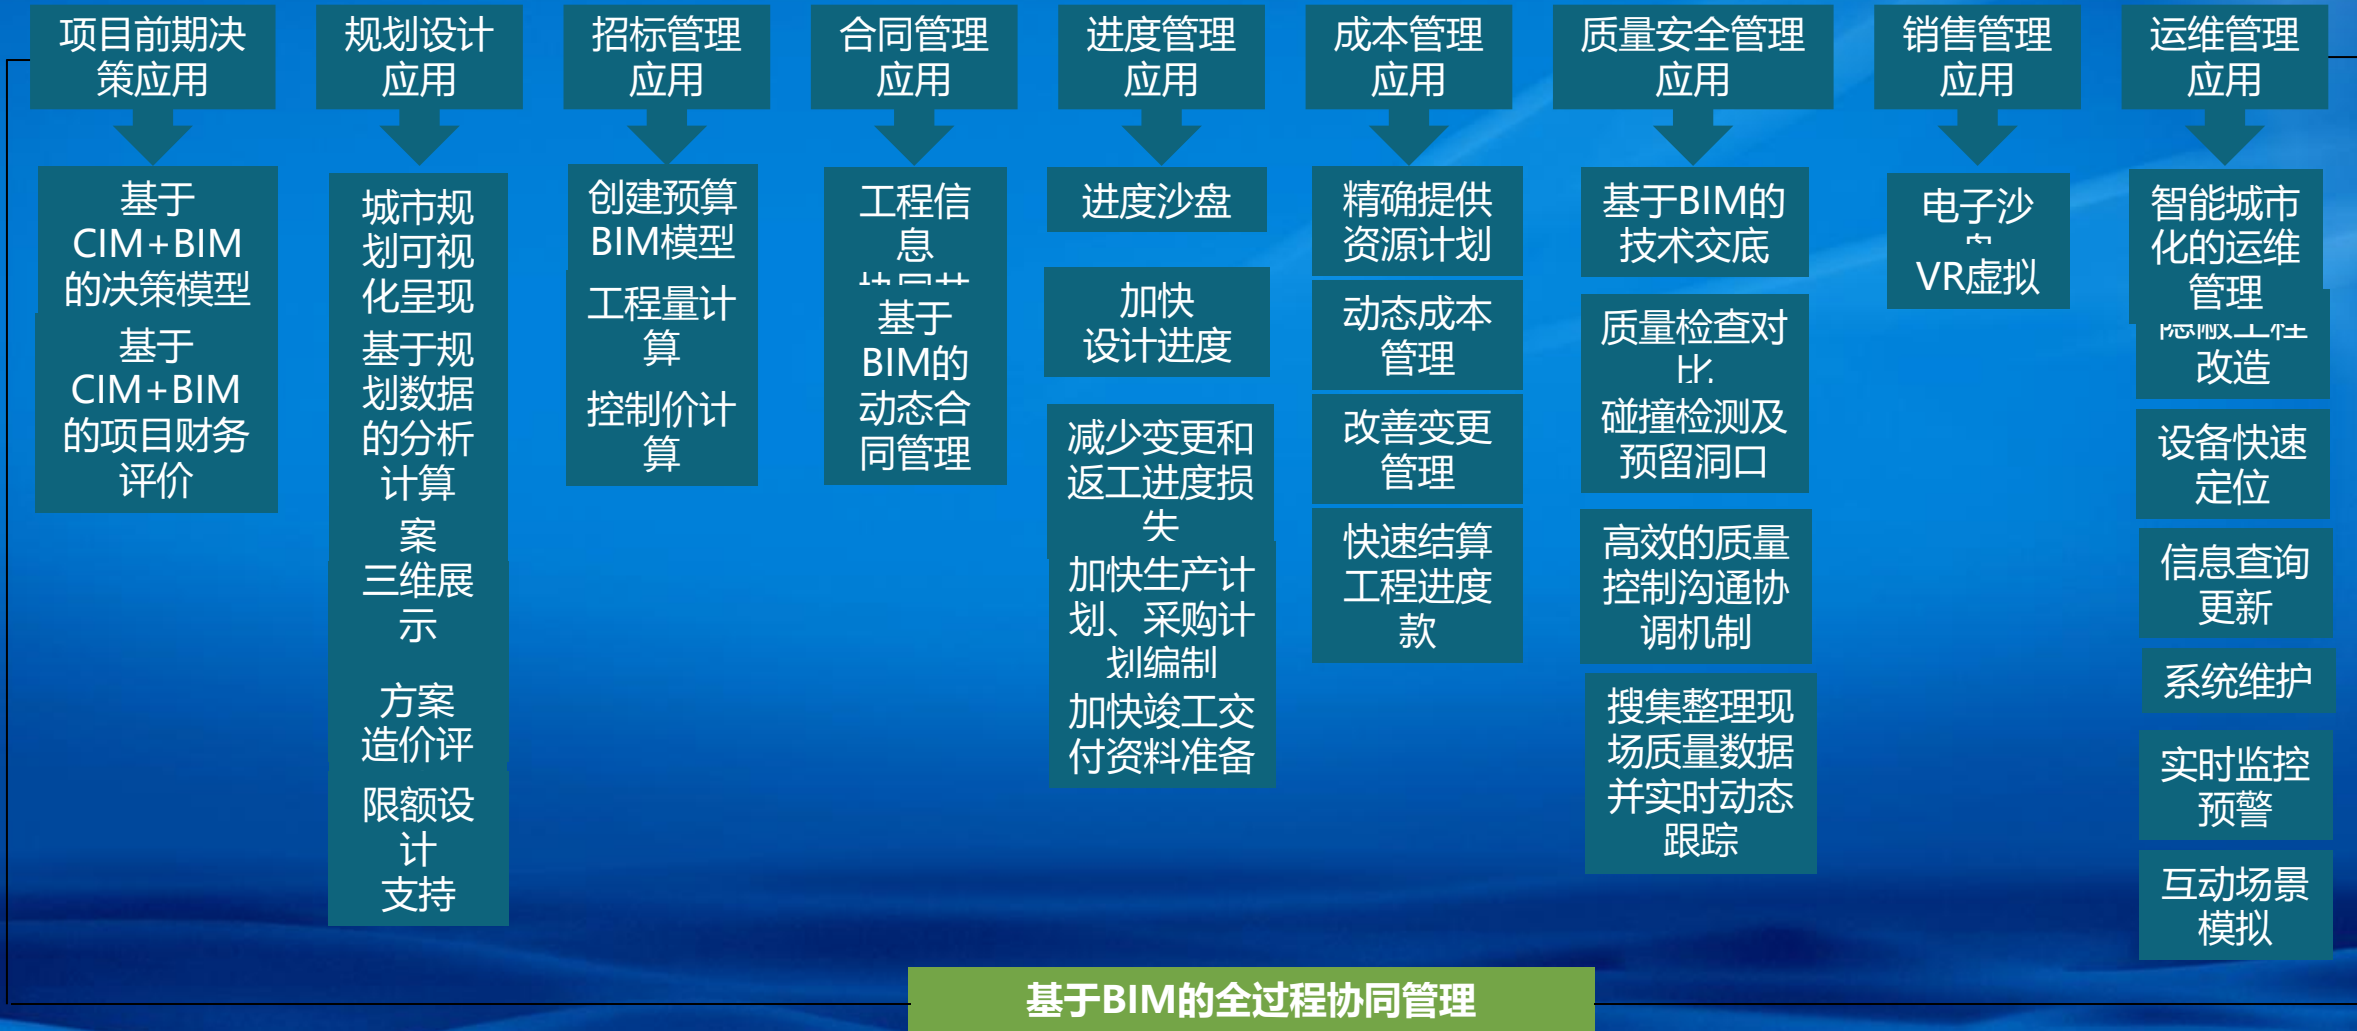 项目前期决
策应用
规划设计
应用
招标管理
应用
合同管理
应用
进度管理
应用
成本管理
应用
质量安全管理
应用
销售管理
应用
运维管理
应用
基于
CIM+BIM
的决策模型
基于
CIM+BIM
的项目财务
评价
城市规
划可视
化呈现
基于规
划数据
的分析
计算
案
三维展
示
方案
造价评
限额设
计
支持
创建预算
BIM模型
工程量计
算
控制价计
算
工程信
息
基于
BIM的
动态合
同管理
进度沙盘
加快
设计进度
减少变更和
返工进度损
失
加快生产计
划、采购计
划编制
加快竣工交
付资料准备
精确提供
资源计划
动态成本
管理
改善变更
管理
快速结算
工程进度
款
基于BIM的
技术交底
质量检查对
比
碰撞检测及
预留洞口
高效的质量
控制沟通协
调机制
搜集整理现
场质量数据
并实时动态
跟踪
电子沙
VR虚拟
智能城市
化的运维
管理
隐蔽工程
改造
设备快速
定位
信息查询
更新
系统维护
实时监控
预警
互动场景
模拟
基于BIM的全过程协同管理